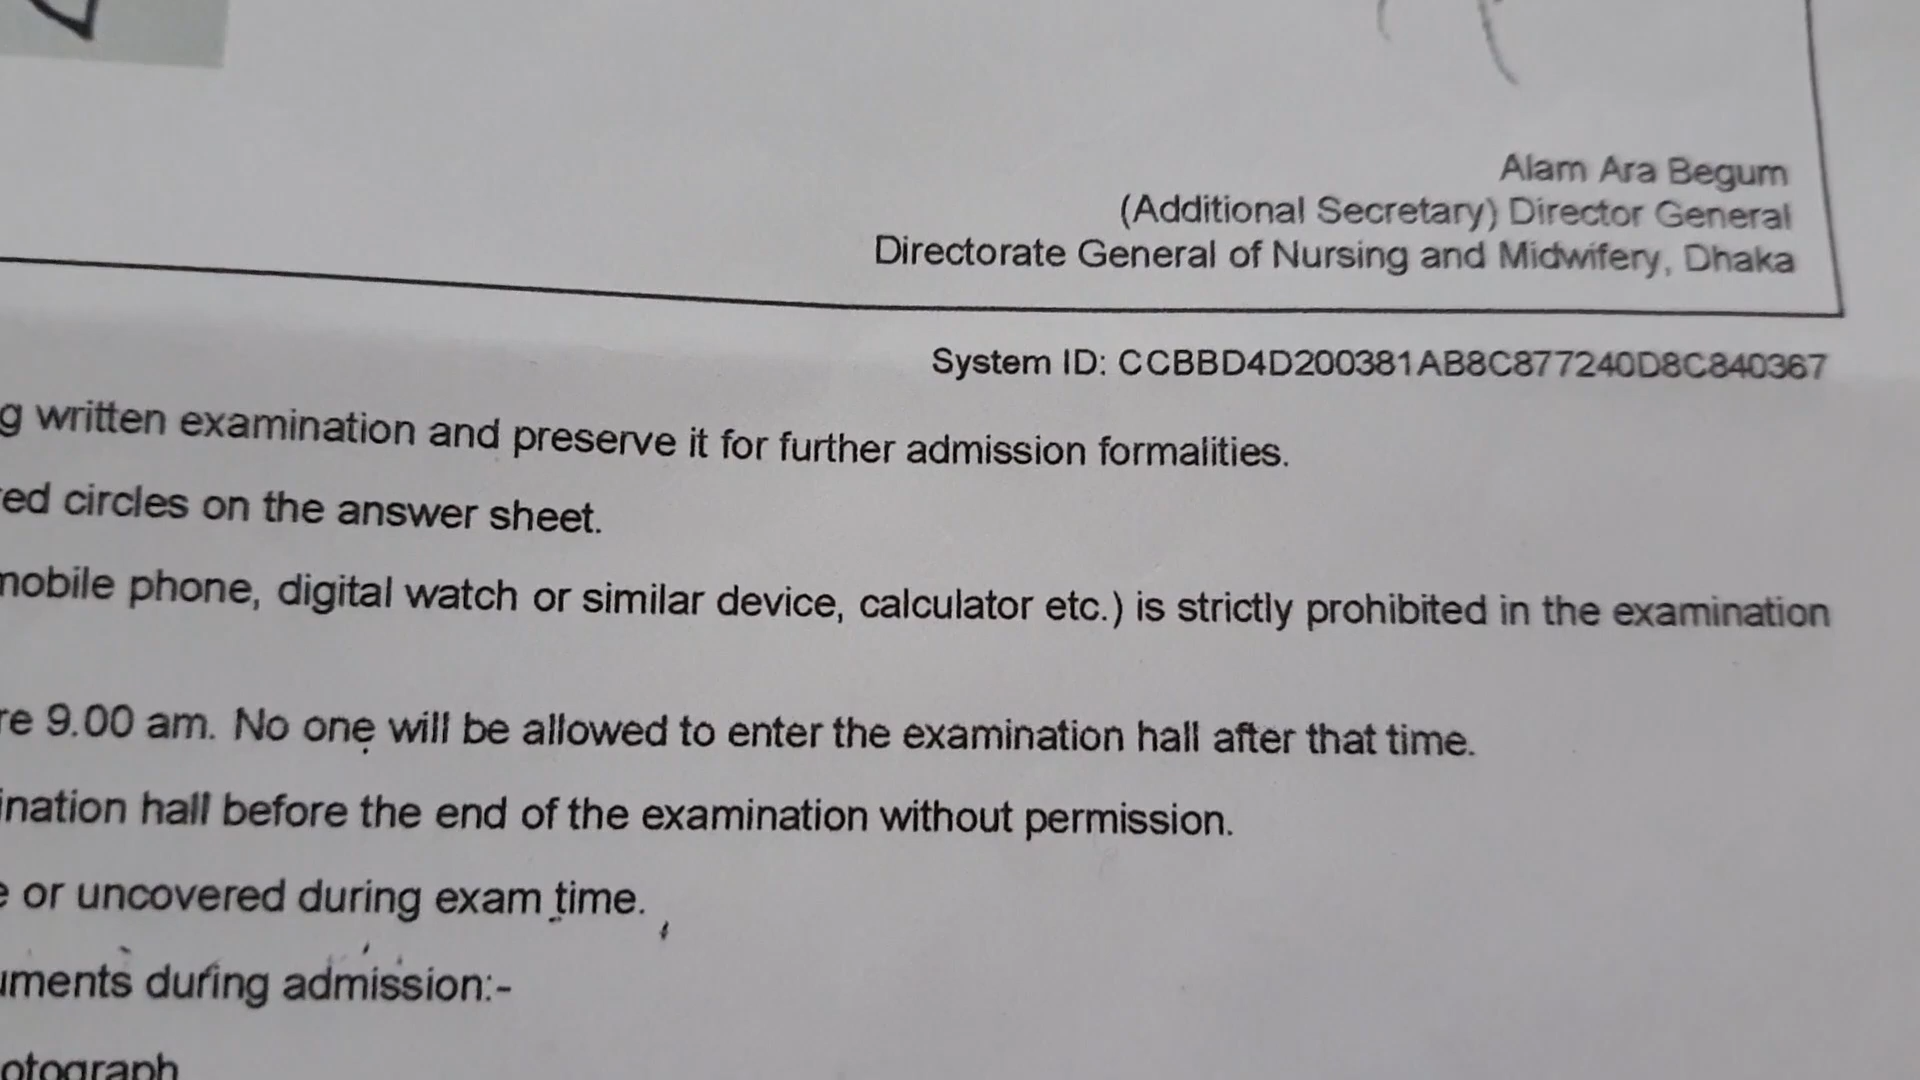 Alam Ara Begum
(Additional Secretary) Director General
Directorate General of Nursing and Midwifery, Dhaka
System ID: CCBBD4D200381AB8C877240D8C840367
g written examination and preserve it for further admission formalities.
ed circles on the answer sheet.
mobile phone, digital watch or similar device, calculator etc.) is strictly prohibited in the examination
re 9.00 am. No one will be allowed to enter the examination hall after that time.
ination hall before the end of the examination without permission.
e or uncovered during exam time.
uments during admission:-
otograph